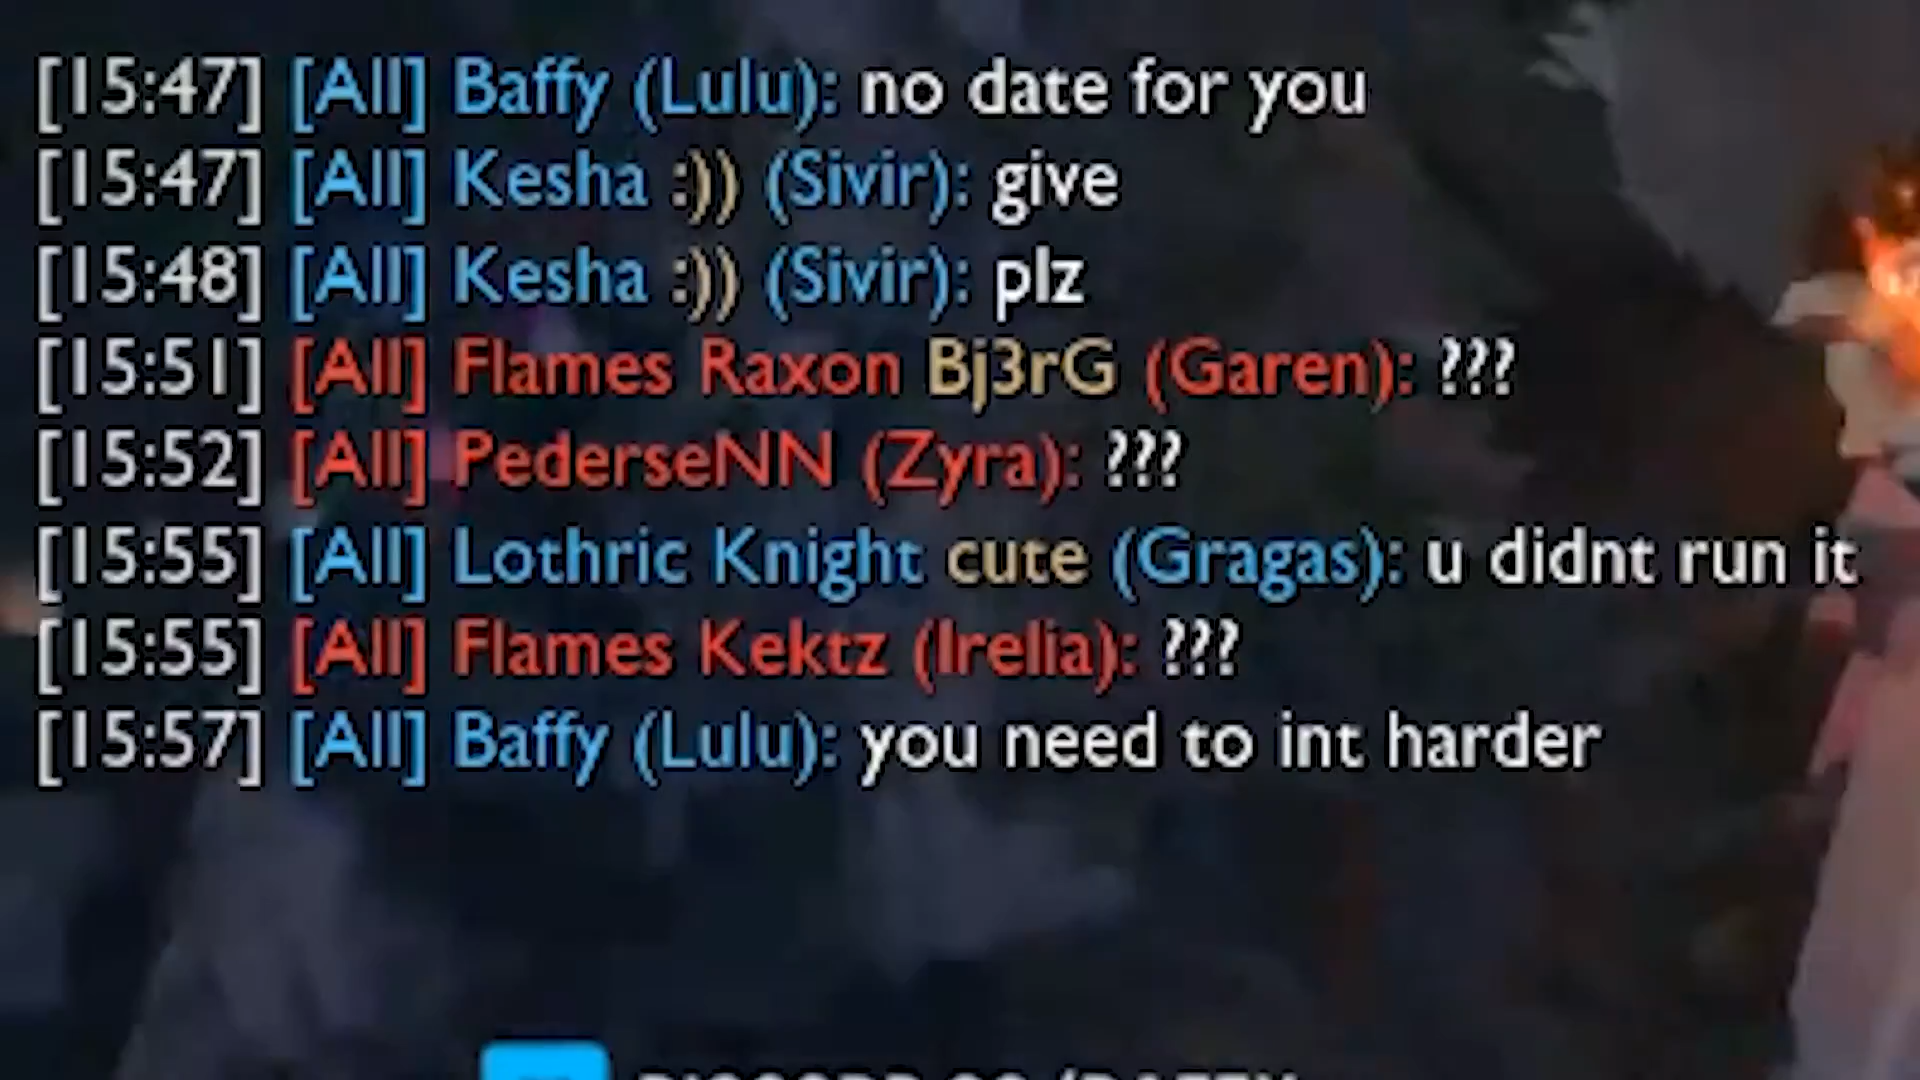 [15:47] [All] Baffy (Lulu): no date for you
[15:47] [All] Kesha :)) (Sivir): give
[15:48] [All] Kesha :)) (Sivir): plz
[15:51] [All] Flames Raxon Bj3rG (Garen): ???
[15:52] [All] PederseNN (Zyra): ???
[15:55] [All] Lothric Knight cute (Gragas): u didnt run it
[15:55] [All] Flames Kektz (Irelia): ???
[15:57] [All] Baffy (Lulu): you need to int harder